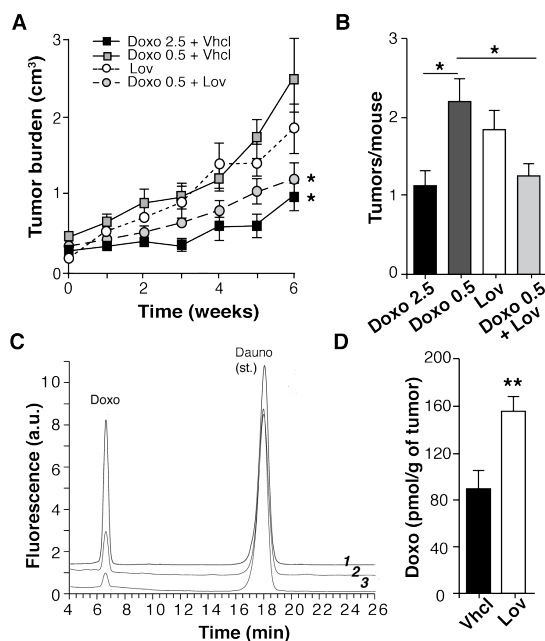 A
Tumor burden (cm³)
3
2
1
0
Doxo 2.5 + Vhcl
Doxo 0.5 + Vhcl
Lov
Doxo 0.5 + Lov
*
*
0 2 4 6
Time (weeks)
B
Tumors/mouse
3
2
1
0
* *
Doxo 2.5
Doxo 0.5
Lov
Doxo 0.5
+ Lov
C
Fluorescence (a.u.)
10
8
6
4
2
0
Doxo
Dauno
(st.)
1
2
3
4 6 8 10 12 14 16 18 20 22 24 26
Time (min)
D
Doxo (pmol/g of tumor)
200
160
120
80
40
0
**
Vhcl
Lov